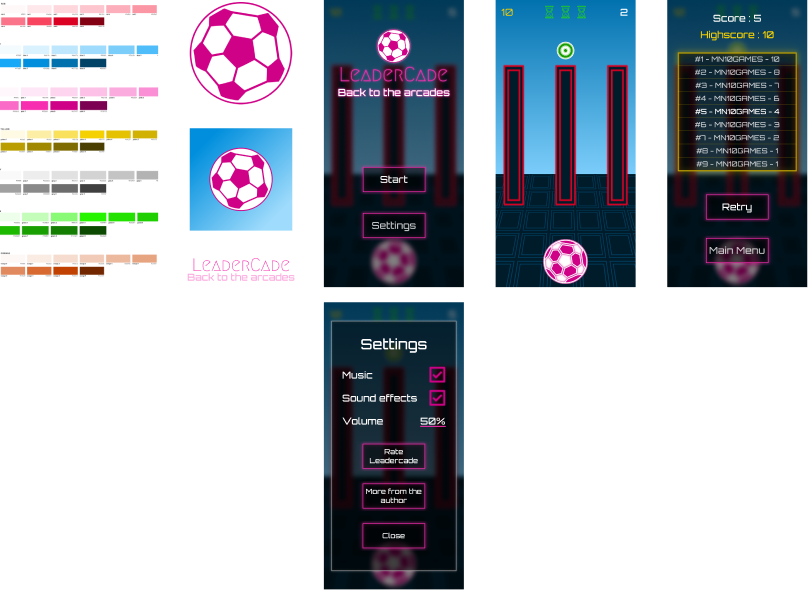 LeaderCade
Back to the arcades
LeaderCade
Back to the arcades
Start
Settings
10
2
Score : 5
Highscore : 10
#1 - MN10GAMES - 10
#2 - MN10GAMES - 8
#3 - MN10GAMES - 7
#4 - MN10GAMES - 6
#5 - MN10GAMES - 4
#6 - MN10GAMES - 3
#7 - MN10GAMES - 2
#8 - MN10GAMES - 1
#9 - MN10GAMES - 1
Retry
Main Menu
Settings
Music
Sound effects
Volume 50%
Rate
Leadercade
More from the
author
Close